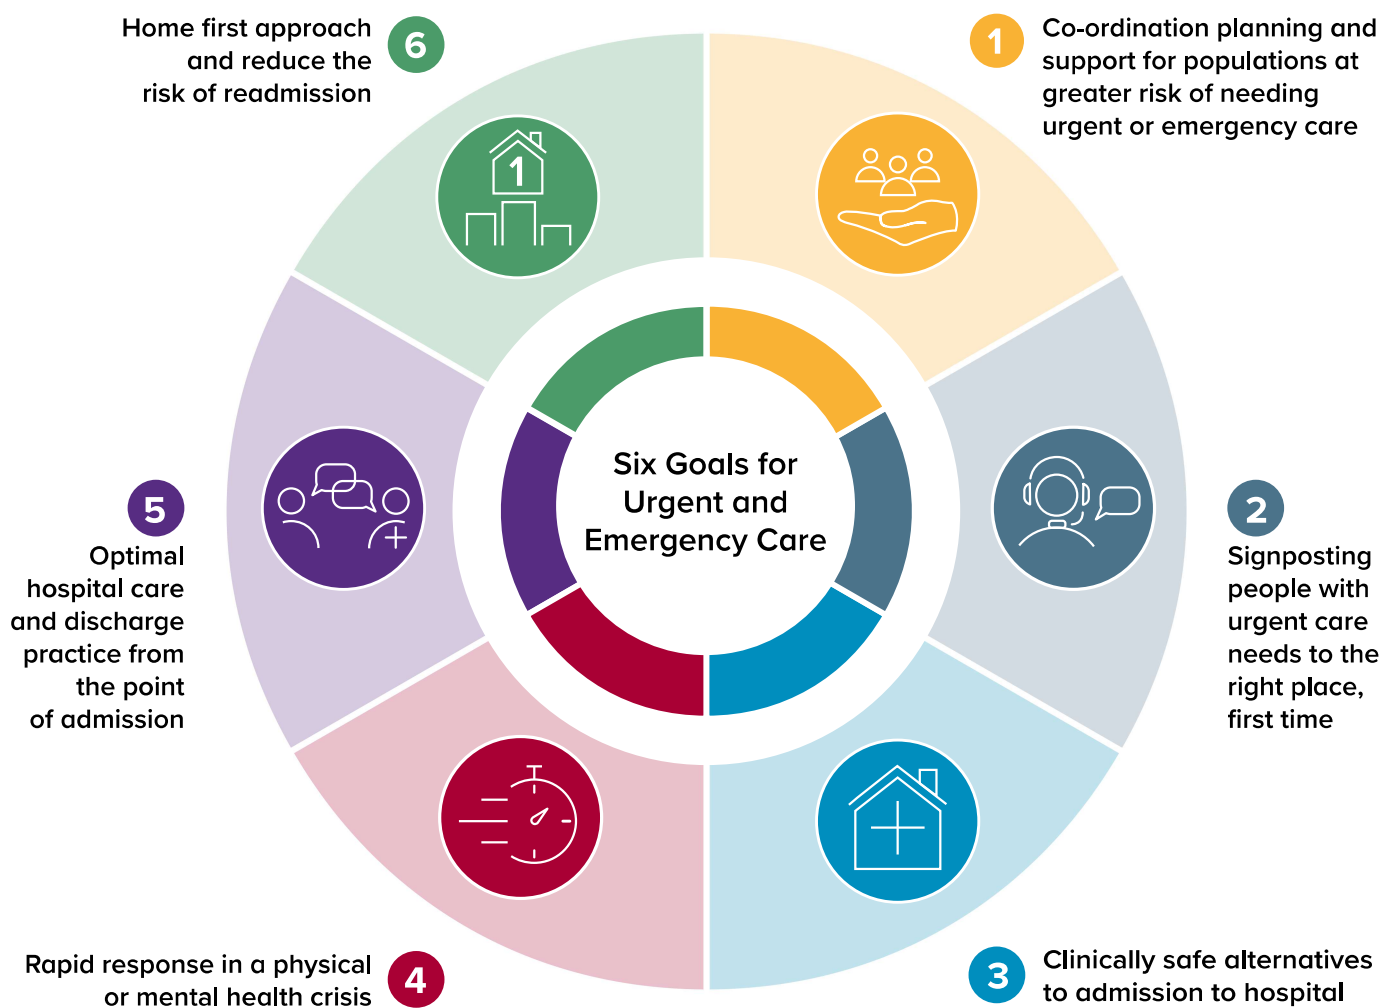 1
Co-ordination planning and
support for populations at
greater risk of needing
urgent or emergency care
2
Signposting
people with
urgent care
needs to the
right place,
first time
3
Clinically safe alternatives
to admission to hospital
4
Rapid response in a physical
or mental health crisis
5
Optimal
hospital care
and discharge
practice from
the point
of admission
6
Home first approach
and reduce the
risk of readmission
1
Six Goals for
Urgent and
Emergency Care